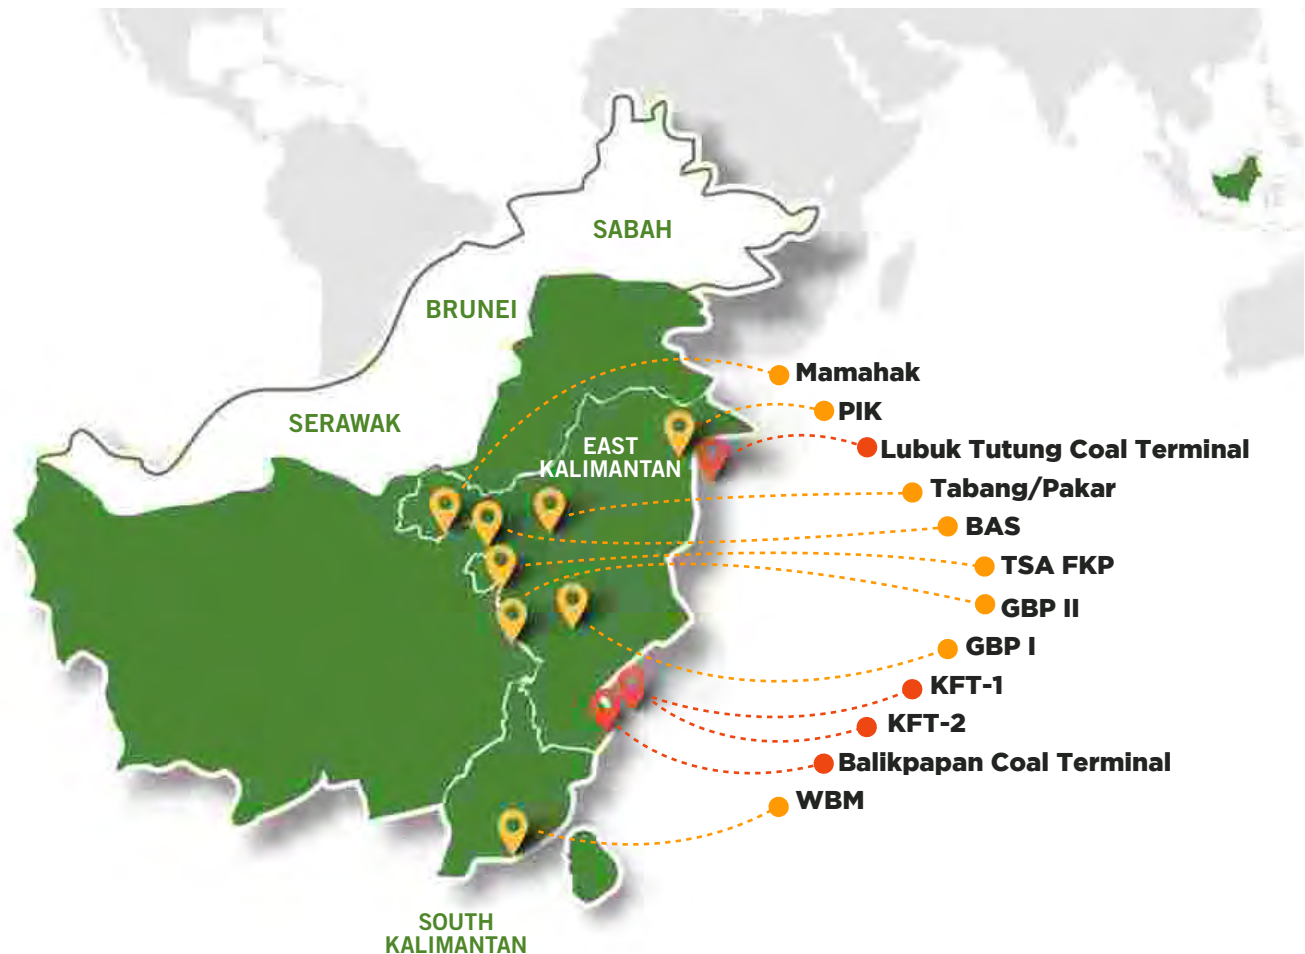 SABAH
BRUNEI
SERAWAK
EAST
KALIMANTAN
Mamahak
PIK
Lubuk Tutung Coal Terminal
Tabang/Pakar
BAS
TSA FKP
GBP II
GBP I
KFT-1
KFT-2
Balikpapan Coal Terminal
WBM
SOUTH
KALIMANTAN